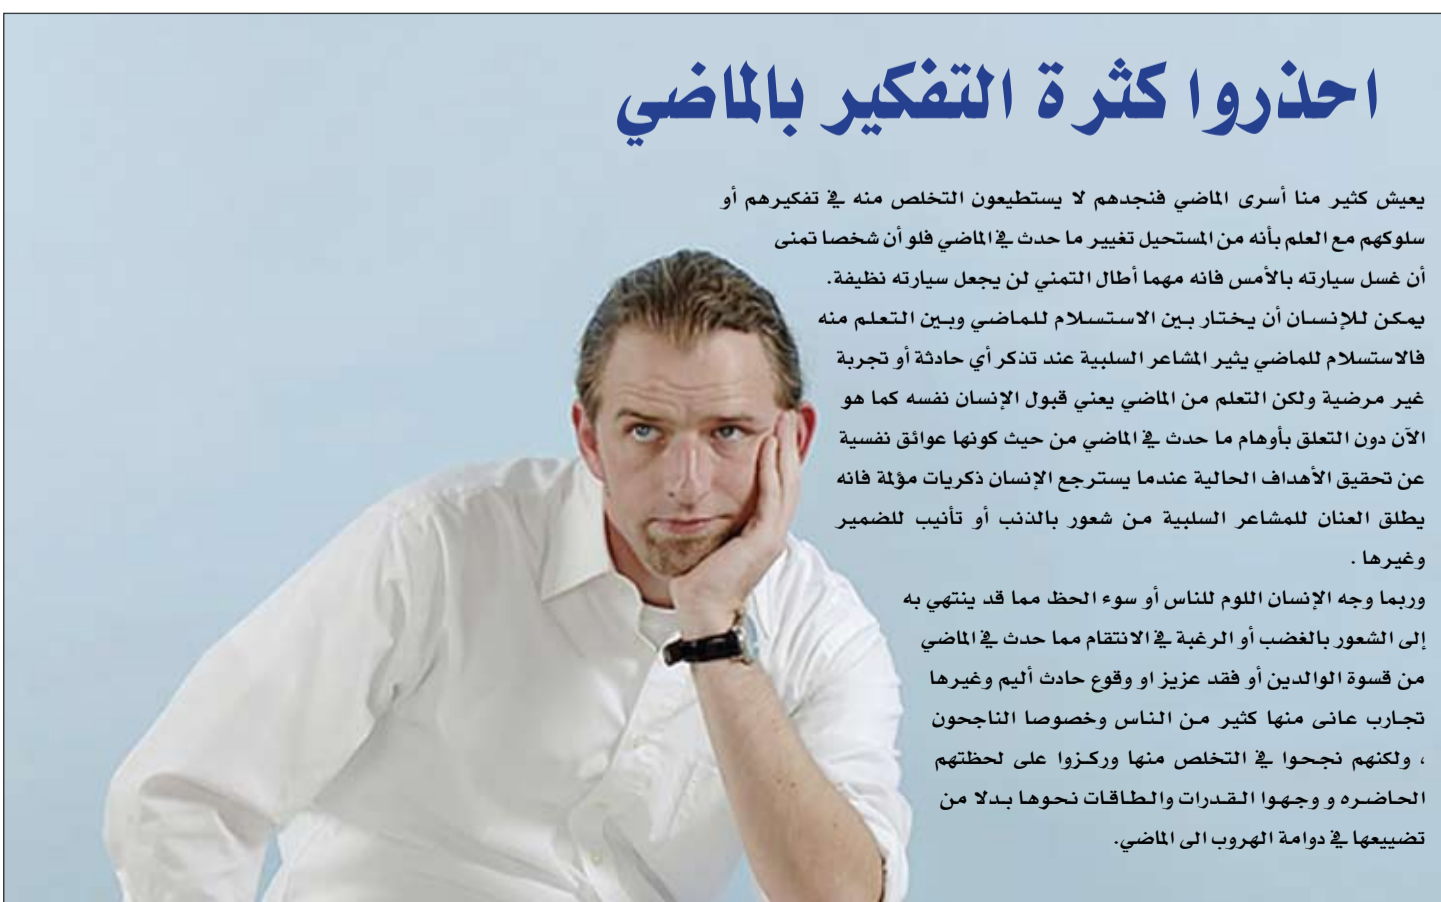 احذروا كثرة التفكير بالماضي
يعيش كثير منا أسرى الماضي فنجدهم لا يستطيعون التخلص منه في تفكيرهم أو
سلوكهم مع العلم بأنه من المستحيل تغيير ما حدث في الماضي فلو أن شخصا تمنى
أن غسل سيارته بالأمس فانه مهما أطال التمني لن يجعل سيارته نظيفة.
يمكن للإنسان أن يختار بين الاستسلام للماضي وبين التعلم منه
فالاستسلام للماضي يثير المشاعر السلبية عند تذكر أي حادثة أو تجربة
غير مرضية ولكن التعلم من الماضي يعني قبول الإنسان نفسه كما هو
الآن دون التعلق بأوهام ما حدث في الماضي من حيث كونها عوائق نفسية
عن تحقيق الأهداف الحالية عندما يسترجع الإنسان ذكريات مؤلمة فانه
يطلق العنان للمشاعر السلبية من شعور بالذنب أو تأنيب للضمير
وغيرها .
وربما وجه الإنسان اللوم للناس أو سوء الحظ مما قد ينتهي به
إلى الشعور بالغضب أو الرغبة في الانتقام مما حدث في الماضي
من قسوة الوالدين أو فقد عزيز او وقوع حادث أليم وغيرها
تجارب عانى منها كثير من الناس وخصوصا الناجحون
، ولكنهم نجحوا في التخلص منها وركزوا على لحظتهم
الحاضره و وجهوا القدرات والطاقات نحوها بدلا من
تضييعها في دوامة الهروب الى الماضي.